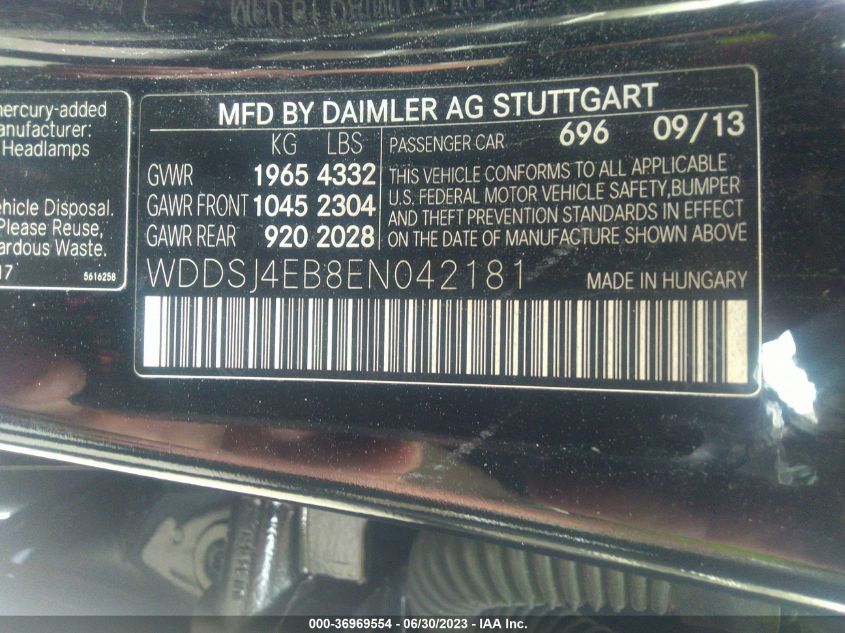 MFD BY DAIMLER AG STUTTGART
KG LBS
GVWR 1965 4332
GAWR FRONT 1045 2304
GAWR REAR 920 2028
PASSENGER CAR 696 09/13
THIS VEHICLE CONFORMS TO ALL APPLICABLE
U.S. FEDERAL MOTOR VEHICLE SAFETY, BUMPER
AND THEFT PREVENTION STANDARDS IN EFFECT
ON THE DATE OF MANUFACTURE SHOWN ABOVE
WDDSJ4EB8EN042181 MADE IN HUNGARY
mercury-added
Manufacturer:
Headlamps
Vehicle Disposal.
Please Reuse,
Hazardous Waste.
17
5616258
000-36969554 - 06/30/2023 - IAA Inc.